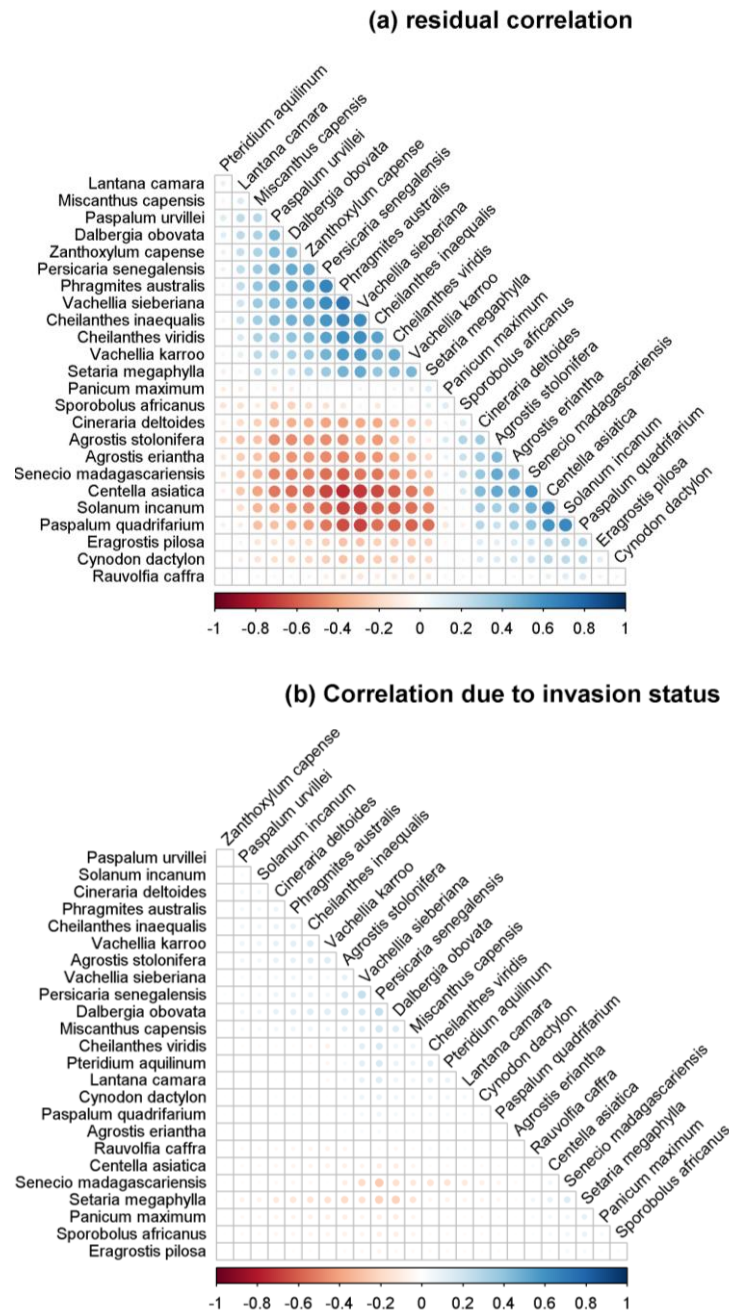 (a) residual correlation
Pteridium aquilinum
Lantana camara
Miscanthus capensis
Paspalum urvillei
Dalbergia obovata
Zanthoxylum capense
Persicaria senegalensis
Phragmites australis
Vachellia sieberiana
Cheilanthes inaequalis
Cheilanthes viridis
Vachellia karroo
Setaria megaphylla
Panicum maximum
Sporobolus africanus
Cineraria deltoides
Agrostis stolonifera
Agrostis eriantha
Senecio madagascariensis
Centella asiatica
Solanum incanum
Paspalum quadrifarium
Eragrostis pilosa
Cynodon dactylon
Lantana camara
Miscanthus capensis
Paspalum urvillei
Dalbergia obovata
Zanthoxylum capense
Persicaria senegalensis
Phragmites australis
Vachellia sieberiana
Cheilanthes inaequalis
Cheilanthes viridis
Vachellia karroo
Setaria megaphylla
Panicum maximum
Sporobolus africanus
Cineraria deltoides
Agrostis stolonifera
Agrostis eriantha
Senecio madagascariensis
Centella asiatica
Solanum incanum
Paspalum quadrifarium
Eragrostis pilosa
Cynodon dactylon
Rauvolfia caffra
-1 -0.8 -0.6 -0.4 -0.2 0 0.2 0.4 0.6 0.8 1
(b) Correlation due to invasion status
Zanthoxylum capense
Paspalum urvillei
Solanum incanum
Cineraria deltoides
Phragmites australis
Cheilanthes inaequalis
Vachellia karroo
Agrostis stolonifera
Vachellia sieberiana
Persicaria senegalensis
Dalbergia obovata
Miscanthus capensis
Cheilanthes viridis
Pteridium aquilinum
Lantana camara
Cynodon dactylon
Paspalum quadrifarium
Agrostis eriantha
Rauvolfia caffra
Centella asiatica
Senecio madagascariensis
Setaria megaphylla
Panicum maximum
Sporobolus africanus
Paspalum urvillei
Solanum incanum
Cineraria deltoides
Phragmites australis
Cheilanthes inaequalis
Vachellia karroo
Agrostis stolonifera
Vachellia sieberiana
Persicaria senegalensis
Dalbergia obovata
Miscanthus capensis
Cheilanthes viridis
Pteridium aquilinum
Lantana camara
Cynodon dactylon
Paspalum quadrifarium
Agrostis eriantha
Rauvolfia caffra
Centella asiatica
Senecio madagascariensis
Setaria megaphylla
Panicum maximum
Sporobolus africanus
Eragrostis pilosa
-1 -0.8 -0.6 -0.4 -0.2 0 0.2 0.4 0.6 0.8 1